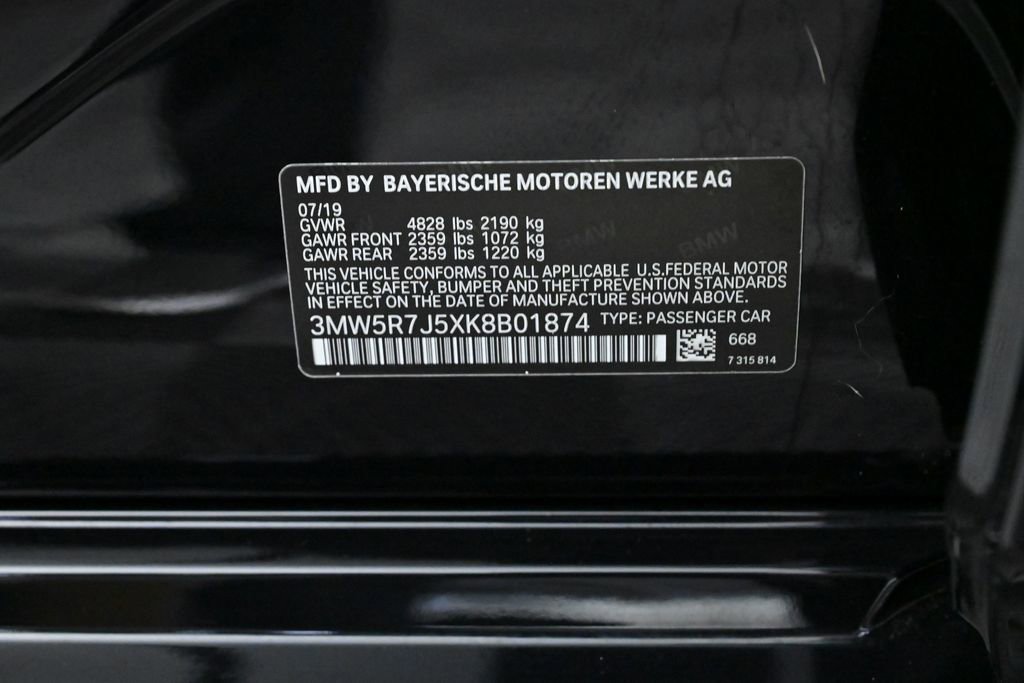 MFD BY BAYERISCHE MOTOREN WERKE AG
07/19
GVWR 4828 lbs 2190 kg
GAWR FRONT 2359 lbs 1072 kg
GAWR REAR 2359 lbs 1220 kg
THIS VEHICLE CONFORMS TO ALL APPLICABLE U.S.FEDERAL MOTOR
VEHICLE SAFETY, BUMPER AND THEFT PREVENTION STANDARDS
IN EFFECT ON THE DATE OF MANUFACTURE SHOWN ABOVE.
3MW5R7J5XK8B01874 TYPE: PASSENGER CAR
668
7 315 814
BMW
BMW